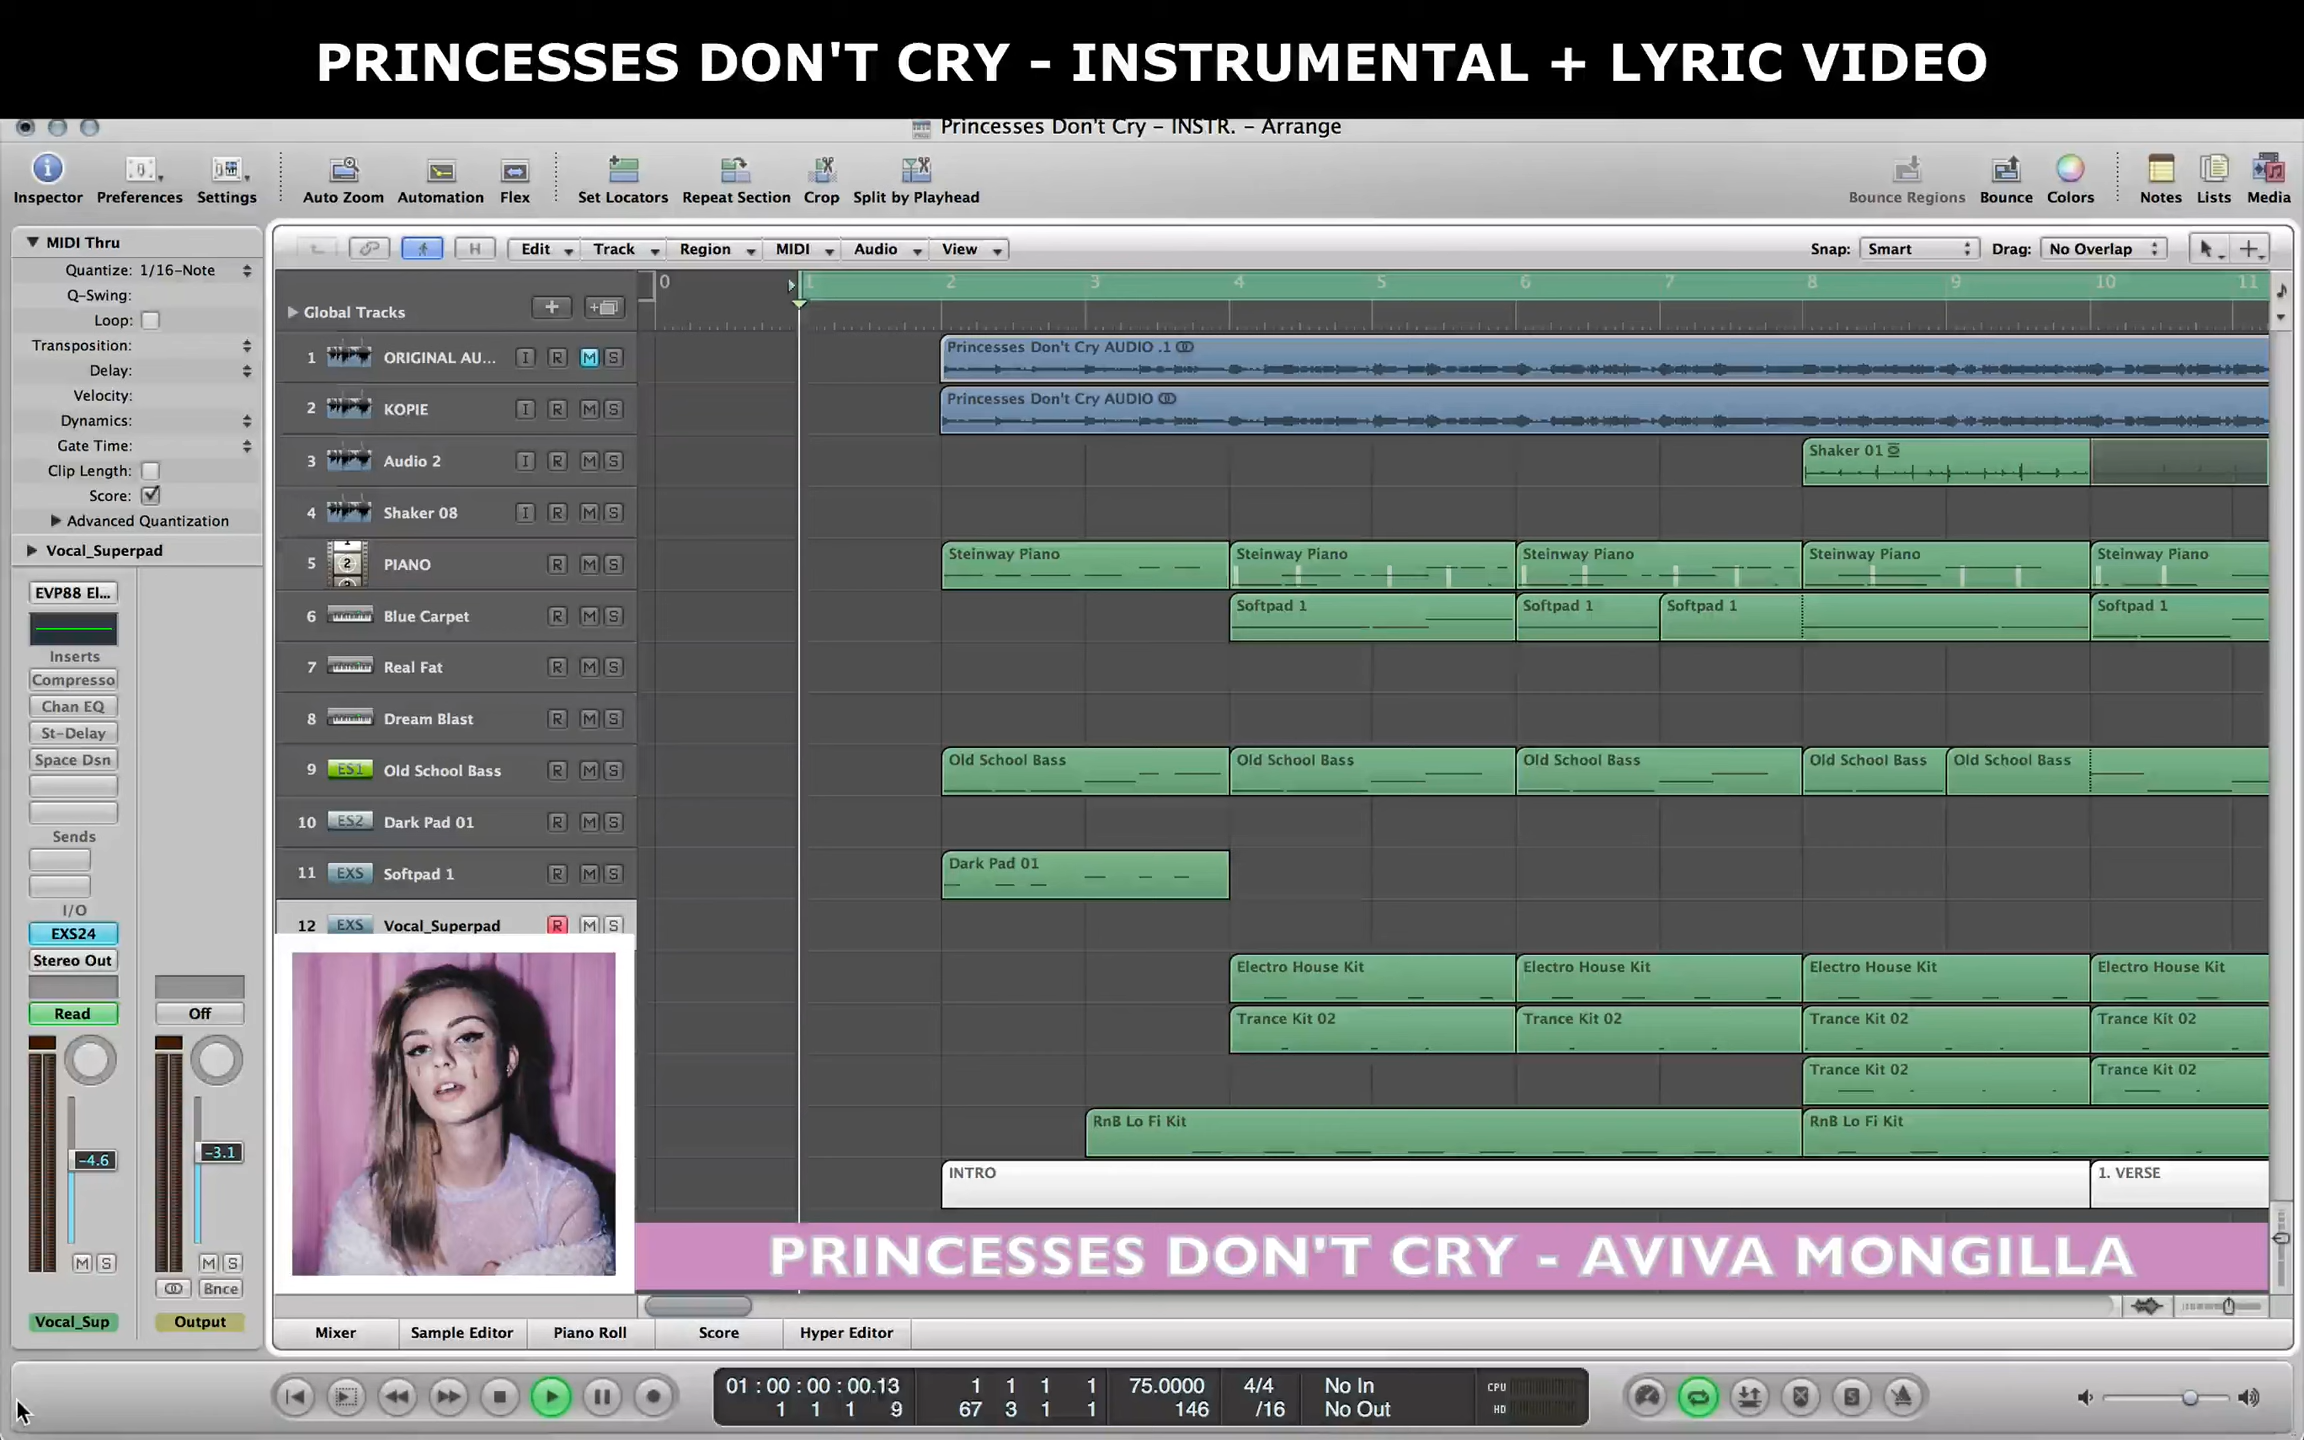 PRINCESSES DON'T CRY - INSTRUMENTAL + LYRIC VIDEO
Princesses Don't Cry - INSTR. - Arrange
Inspector Preferences Settings Auto Zoom Automation Flex Set Locators Repeat Section Crop Split by Playhead Bounce Regions Bounce Colors Notes Lists Media
MIDI Thru
Quantize: 1/16-Note
Q-Swing:
Loop:
Transposition:
Delay:
Velocity:
Dynamics:
Gate Time:
Clip Length:
Score:
Advanced Quantization
Vocal_Superpad
EVP88 El...
Inserts
Compresso
Chan EQ
St-Delay
Space Dsn
Sends
I/O
EXS24
Stereo Out
Read Off
-4.6 -3.1
M S M S
Bnce
Vocal_Sup Output
H Edit Track Region MIDI Audio View Snap: Smart Drag: No Overlap
0 1 2 3 4 5 6 7 8 9 10 11
Global Tracks
1 ORIGINAL AU... I R M S Princesses Don't Cry AUDIO .1
2 KOPIE I R M S Princesses Don't Cry AUDIO
3 Audio 2 I R M S Shaker 01
4 Shaker 08 I R M S
5 PIANO R M S Steinway Piano Steinway Piano Steinway Piano Steinway Piano Steinway Piano
6 Blue Carpet R M S Softpad 1 Softpad 1 Softpad 1 Softpad 1
7 Real Fat R M S
8 Dream Blast R M S
9 ES1 Old School Bass R M S Old School Bass Old School Bass Old School Bass Old School Bass Old School Bass
10 ES2 Dark Pad 01 R M S
11 EXS Softpad 1 R M S Dark Pad 01
12 EXS Vocal_Superpad R M S
Electro House Kit Electro House Kit Electro House Kit Electro House Kit
Trance Kit 02 Trance Kit 02 Trance Kit 02 Trance Kit 02
Trance Kit 02 Trance Kit 02
RnB Lo Fi Kit RnB Lo Fi Kit
INTRO 1. VERSE
PRINCESSES DON'T CRY - AVIVA MONGILLA
Mixer Sample Editor Piano Roll Score Hyper Editor
01 : 00 : 00 : 00.13 1 1 1 1 75.0000 4/4 No In CPU
1 1 1 9 67 3 1 1 146 /16 No Out HD